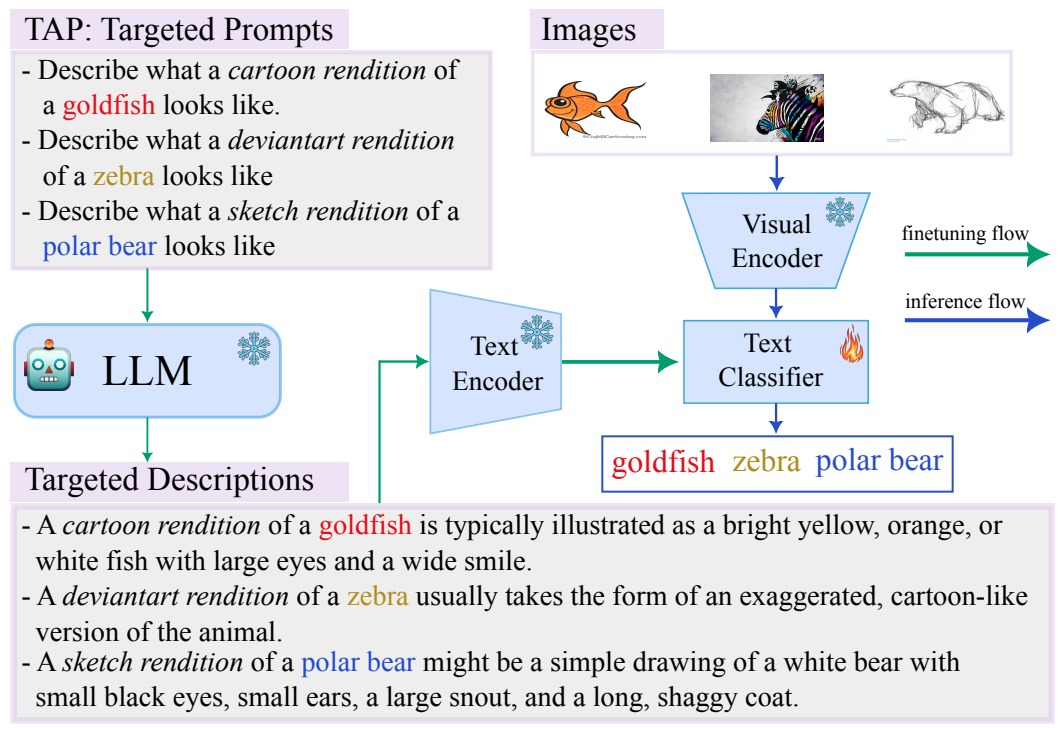 TAP: Targeted Prompts
- Describe what a cartoon rendition of
a goldfish looks like.
- Describe what a deviantart rendition
of a zebra looks like
- Describe what a sketch rendition of a
polar bear looks like
Images
Visual
Encoder
finetuning flow
inference flow
LLM
Text
Encoder
Text
Classifier
goldfish zebra polar bear
Targeted Descriptions
- A cartoon rendition of a goldfish is typically illustrated as a bright yellow, orange, or
white fish with large eyes and a wide smile.
- A deviantart rendition of a zebra usually takes the form of an exaggerated, cartoon-like
version of the animal.
- A sketch rendition of a polar bear might be a simple drawing of a white bear with
small black eyes, small ears, a large snout, and a long, shaggy coat.